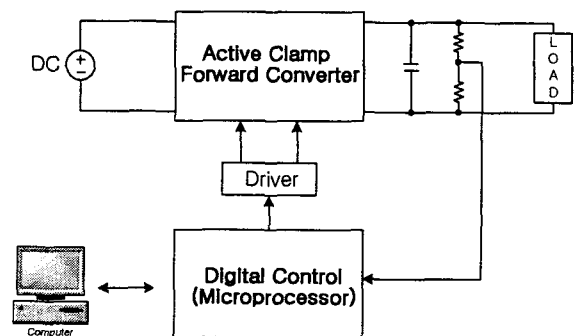 Active Clamp
Forward Converter
DC
+
−
LOAD
Driver
Digital Control
(Microprocessor)
Computer